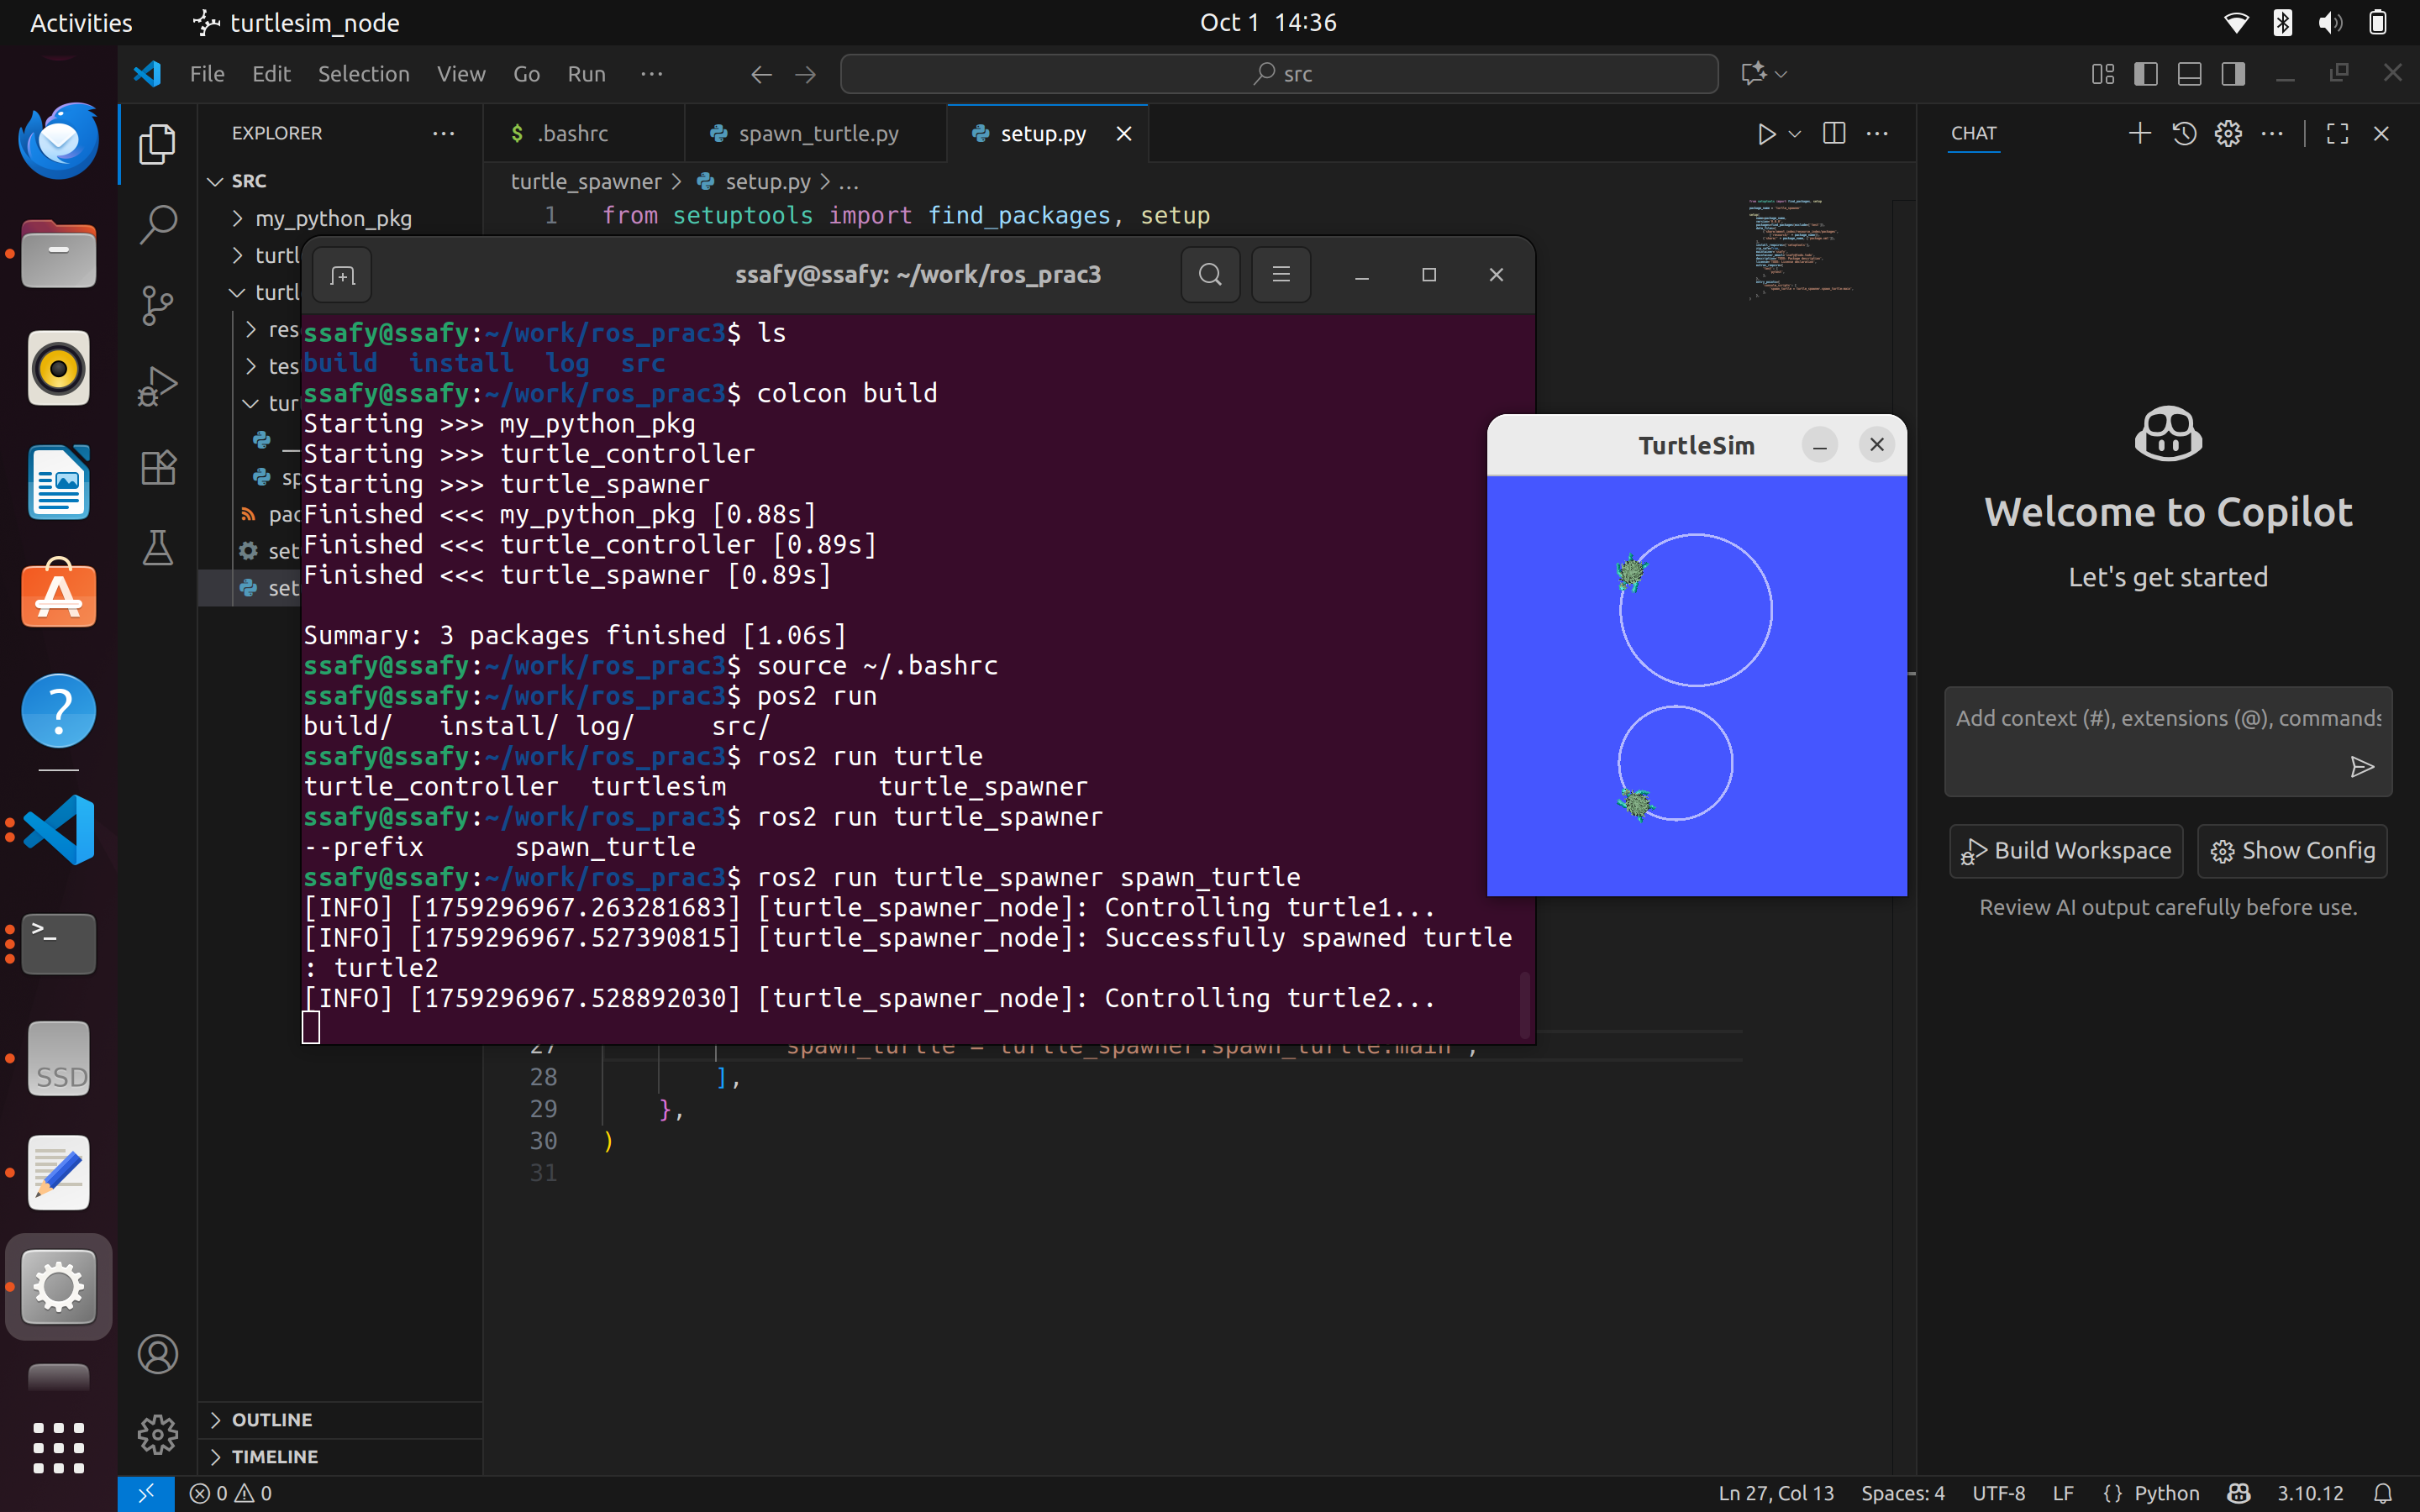 Activities
turtlesim_node
Oct 1 14:36
File Edit Selection View Go Run ···
src
EXPLORER
SRC
my_python_pkg
turtl
turtl
res
tes
tur
sp
pac
set
set
OUTLINE
TIMELINE
.bashrc
spawn_turtle.py
setup.py
turtle_spawner > setup.py > ...
1 from setuptools import find_packages, setup
ssafy@ssafy: ~/work/ros_prac3
ssafy@ssafy:~/work/ros_prac3$ ls
build install log src
ssafy@ssafy:~/work/ros_prac3$ colcon build
Starting >>> my_python_pkg
Starting >>> turtle_controller
Starting >>> turtle_spawner
Finished <<< my_python_pkg [0.88s]
Finished <<< turtle_controller [0.89s]
Finished <<< turtle_spawner [0.89s]
Summary: 3 packages finished [1.06s]
ssafy@ssafy:~/work/ros_prac3$ source ~/.bashrc
ssafy@ssafy:~/work/ros_prac3$ pos2 run
build/ install/ log/ src/
ssafy@ssafy:~/work/ros_prac3$ ros2 run turtle
turtle_controller turtlesim turtle_spawner
ssafy@ssafy:~/work/ros_prac3$ ros2 run turtle_spawner
--prefix spawn_turtle
ssafy@ssafy:~/work/ros_prac3$ ros2 run turtle_spawner spawn_turtle
[INFO] [1759296967.263281683] [turtle_spawner_node]: Controlling turtle1...
[INFO] [1759296967.527390815] [turtle_spawner_node]: Successfully spawned turtle
: turtle2
[INFO] [1759296967.528892030] [turtle_spawner_node]: Controlling turtle2...
27 spawn_turtle = turtle_spawner.spawn_turtle:main',
28 ],
29 },
30 )
31
TurtleSim
CHAT
Welcome to Copilot
Let's get started
Add context (#), extensions (@), commands
Build Workspace
Show Config
Review AI output carefully before use.
SSD
0 0
Ln 27, Col 13
Spaces: 4
UTF-8
LF
{} Python
3.10.12